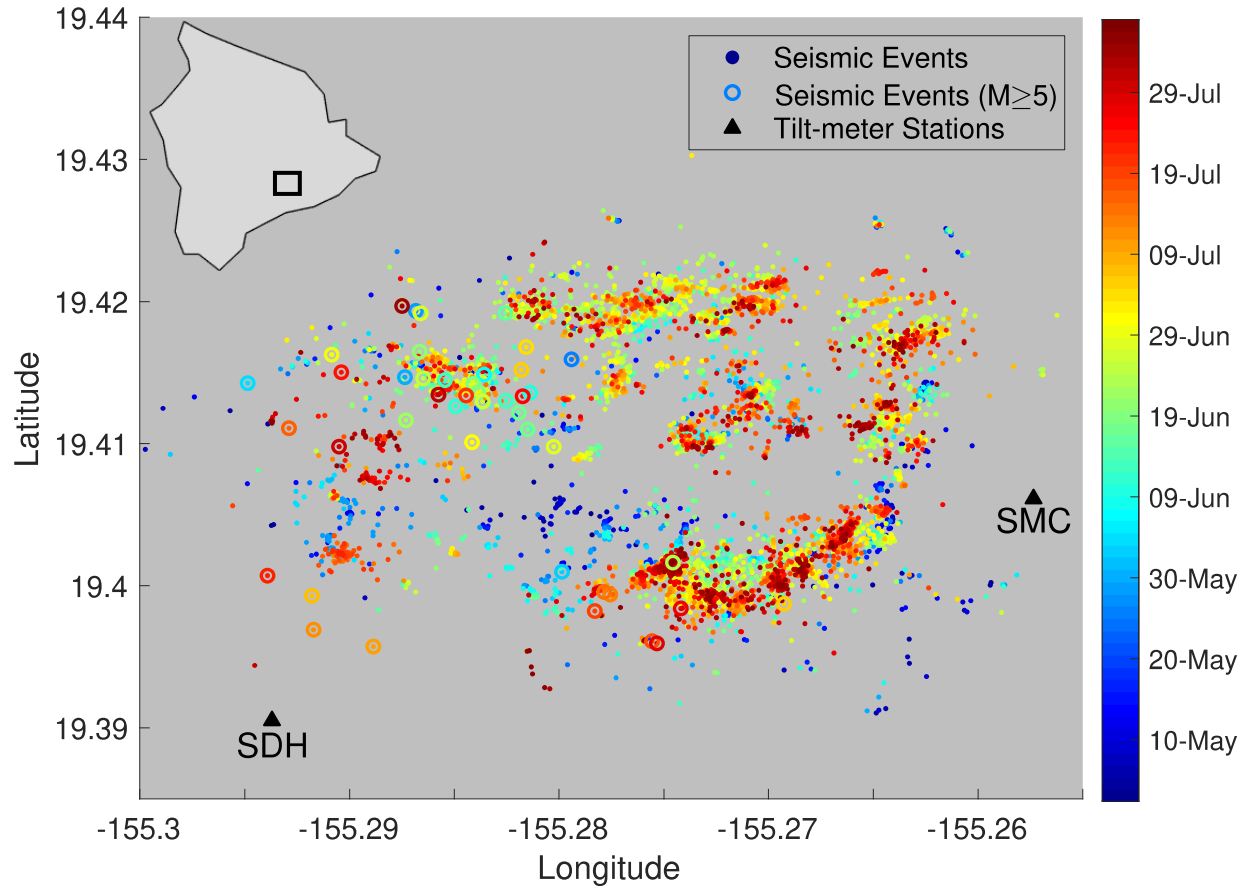 19.44
19.43
19.42
19.41
19.4
19.39
Latitude
-155.3
-155.29
-155.28
-155.27
-155.26
Longitude
Seismic Events
Seismic Events (M≥5)
Tilt-meter Stations
SMC
SDH
29-Jul
19-Jul
09-Jul
29-Jun
19-Jun
09-Jun
30-May
20-May
10-May